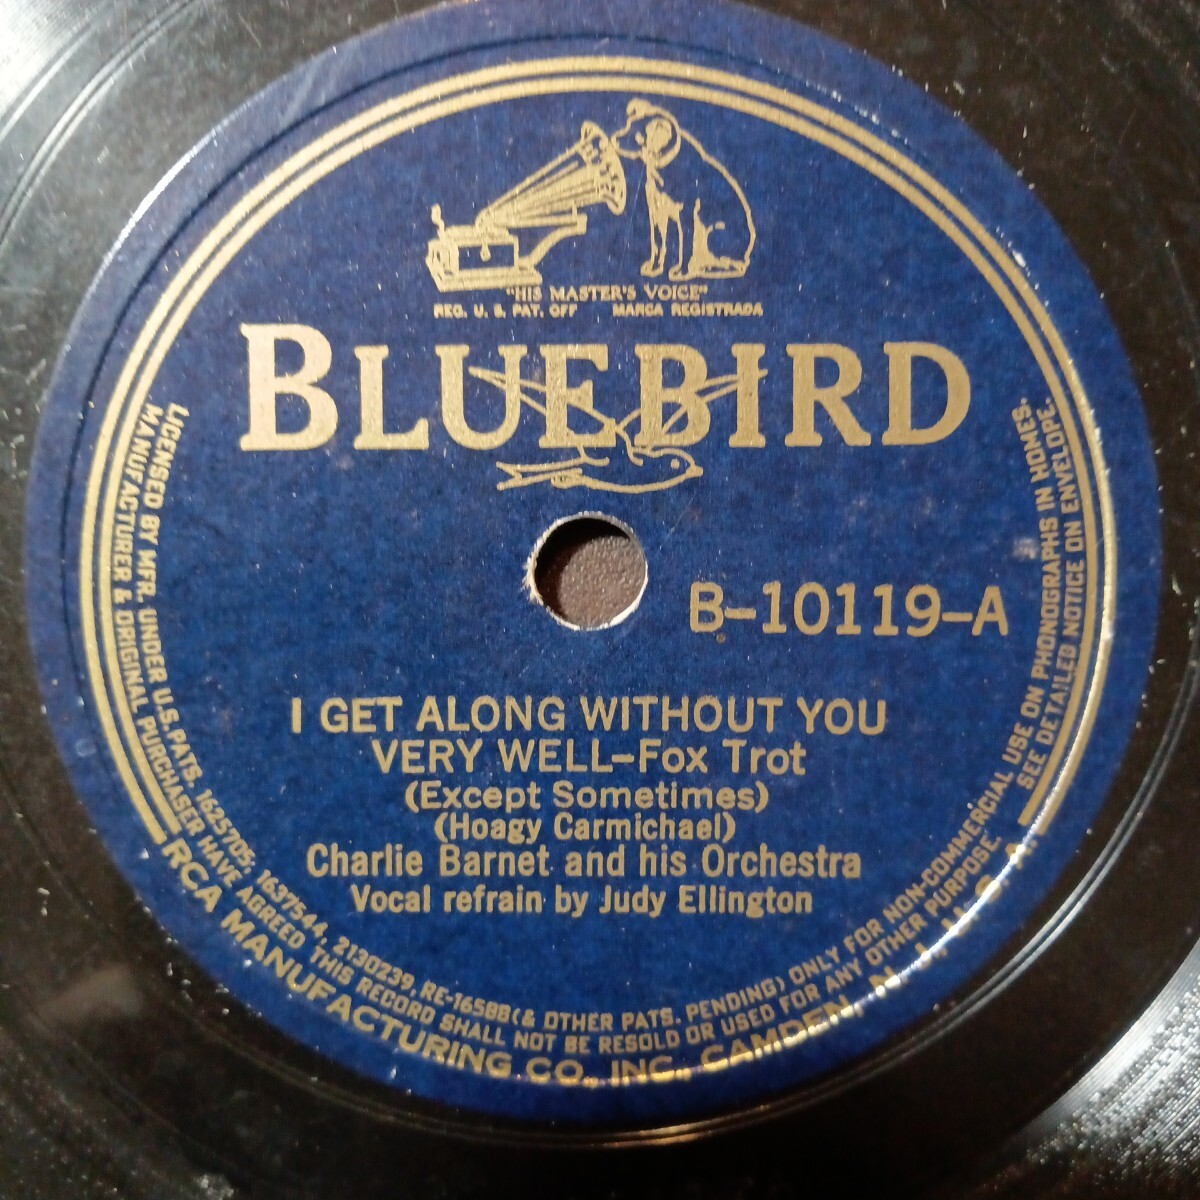 "HIS MASTER'S VOICE"
REG. U. S. PAT. OFF MARCA REGISTRADA
BLUEBIRD
B-10119-A
I GET ALONG WITHOUT YOU
VERY WELL-Fox Trot
(Except Sometimes)
(Hoagy Carmichael)
Charlie Barnet and his Orchestra
Vocal refrain by Judy Ellington
LICENSED BY MFR. UNDER U.S. PATS. 1625705, 1637544, 2130239, RE-16588 (& OTHER PATS. PENDING) ONLY FOR NON-COMMERCIAL USE ON PHONOGRAPHS IN HOMES.
MANUFACTURER & ORIGINAL PURCHASER HAVE AGREED THIS RECORD SHALL NOT BE RESOLD OR USED FOR ANY OTHER PURPOSE. SEE DETAILED NOTICE ON ENVELOPE.
RCA MANUFACTURING CO., INC., CAMDEN, N. J., U. S. A.